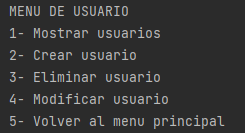 MENU DE USUARIO
1- Mostrar usuarios
2- Crear usuario
3- Eliminar usuario
4- Modificar usuario
5- Volver al menu principal